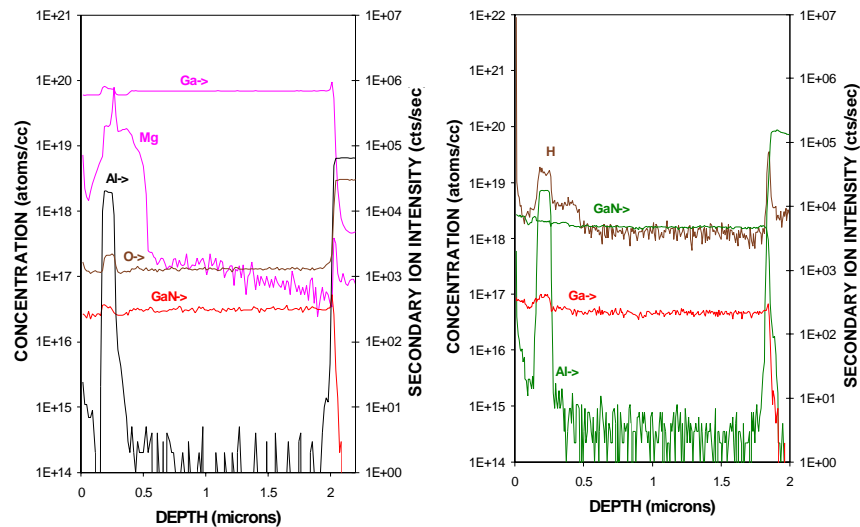 1E+21
1E+20
1E+19
1E+18
1E+17
1E+16
1E+15
1E+14
CONCENTRATION (atoms/cc)
Ga->
Mg
Al->
O->
GaN->
1E+07
1E+06
1E+05
1E+04
1E+03
1E+02
1E+01
1E+00
SECONDARY ION INTENSITY (cts/sec)
0 0.5 1 1.5 2
DEPTH (microns)
1E+22
1E+21
1E+20
1E+19
1E+18
1E+17
1E+16
1E+15
1E+14
CONCENTRATION (atoms/cc)
H
GaN->
Ga->
Al->
1E+07
1E+06
1E+05
1E+04
1E+03
1E+02
1E+01
1E+00
SECONDARY ION INTENSITY (cts/sec)
0 0.5 1 1.5 2
DEPTH (microns)